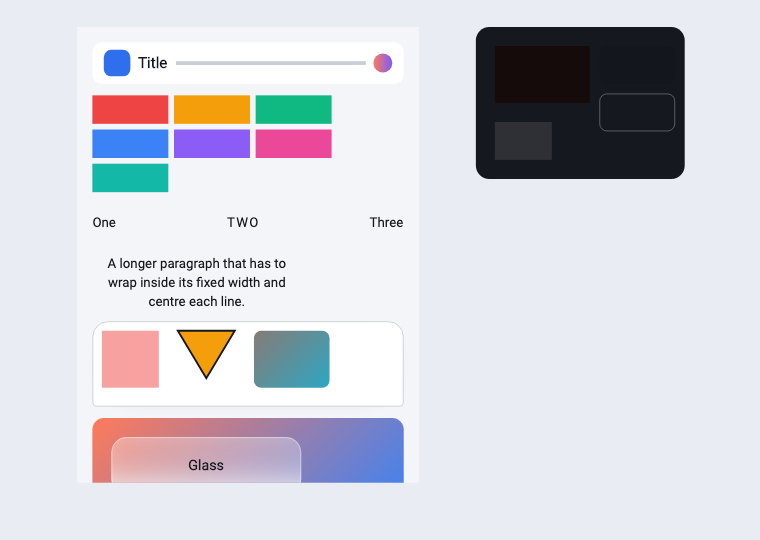 Title
One TWO Three
A longer paragraph that has to
wrap inside its fixed width and
centre each line.
Glass